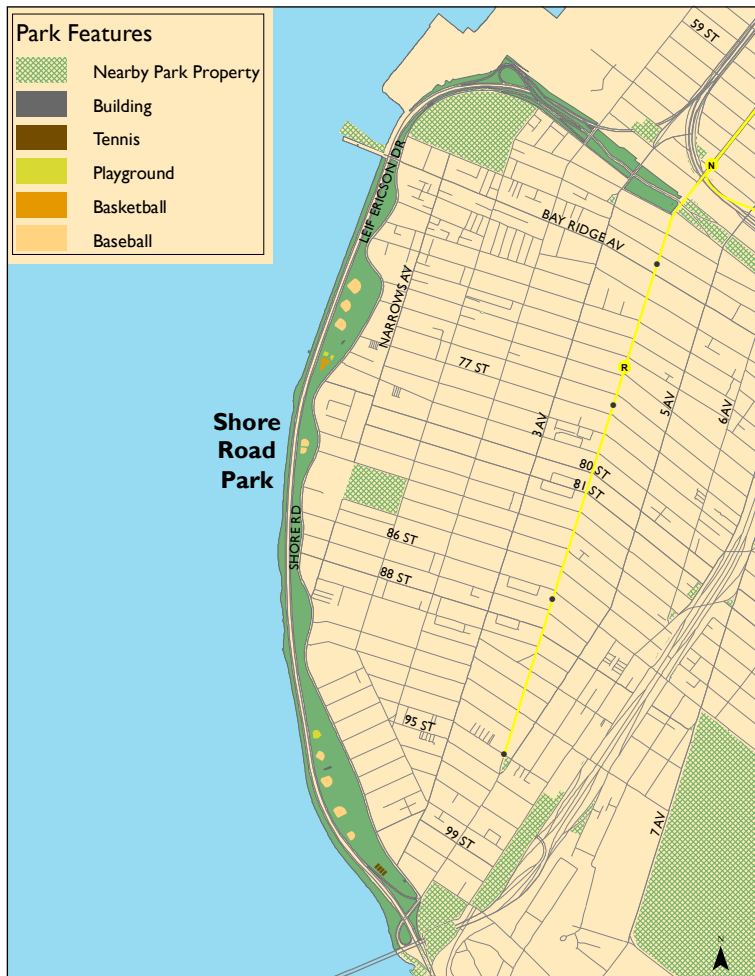 Park Features
Nearby Park Property
Building
Tennis
Playground
Basketball
Baseball
59 ST
N
LEIF ERICSON DR
BAY RIDGE AV
NARROWS AV
77 ST
R
3 AV
5 AV
6 AV
Shore
Road
Park
80 ST
81 ST
SHORE RD
86 ST
88 ST
95 ST
99 ST
7 AV
N